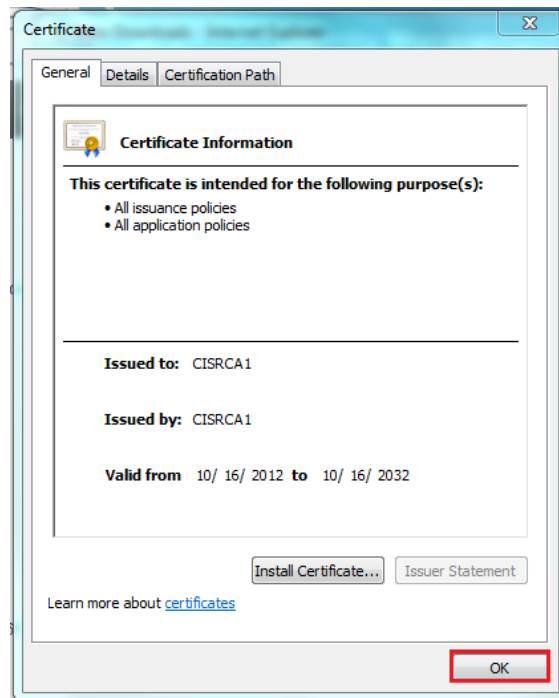 Certificate
General Details Certification Path
Certificate Information
This certificate is intended for the following purpose(s):
• All issuance policies
• All application policies
Issued to: CISRCA1
Issued by: CISRCA1
Valid from 10/ 16/ 2012 to 10/ 16/ 2032
Install Certificate... Issuer Statement
Learn more about certificates
OK